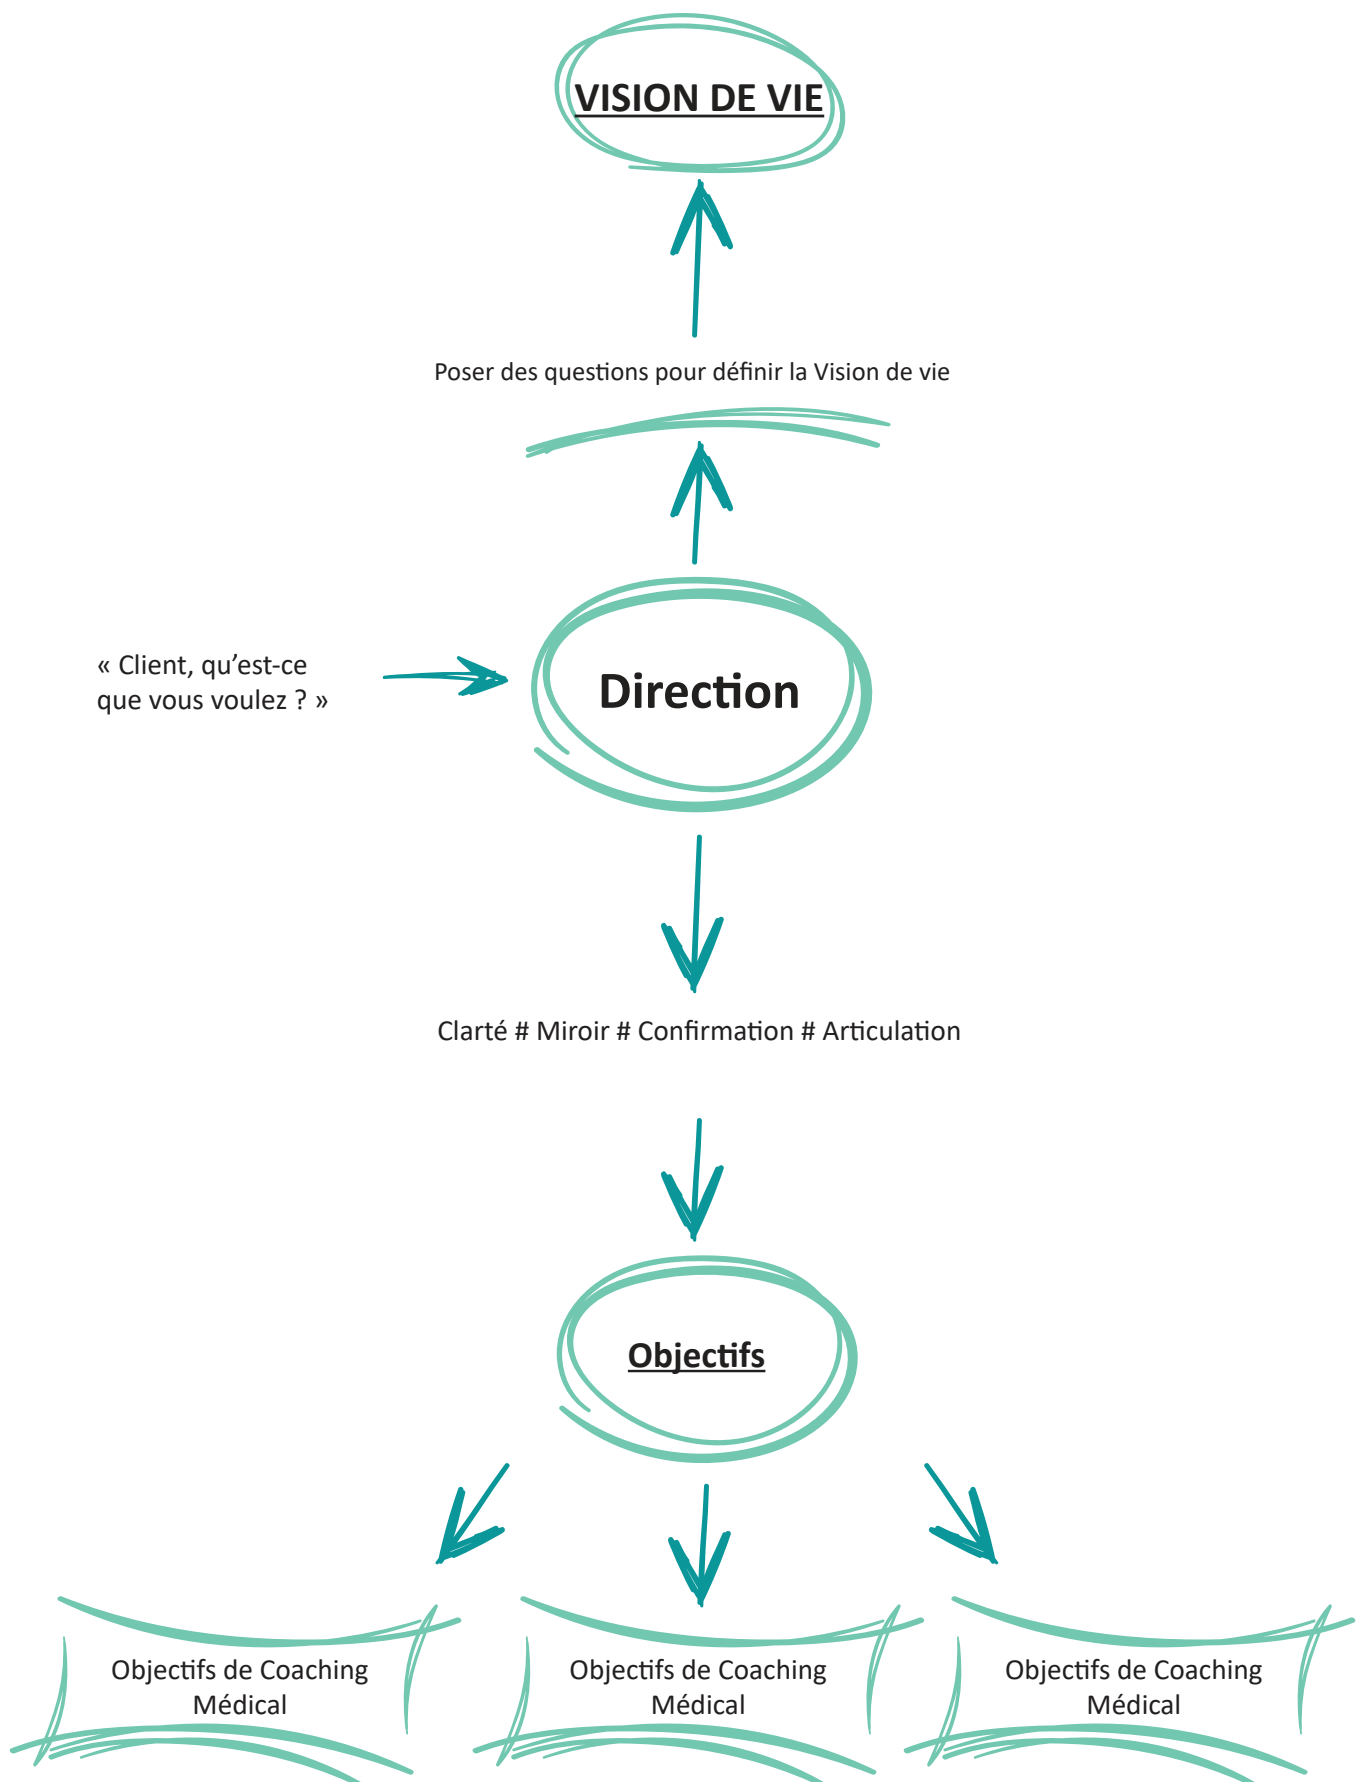 VISION DE VIE
Poser des questions pour définir la Vision de vie
« Client, qu’est-ce
que vous voulez ? »
Direction
Clarté # Miroir # Confirmation # Articulation
Objectifs
Objectifs de Coaching
Médical
Objectifs de Coaching
Médical
Objectifs de Coaching
Médical